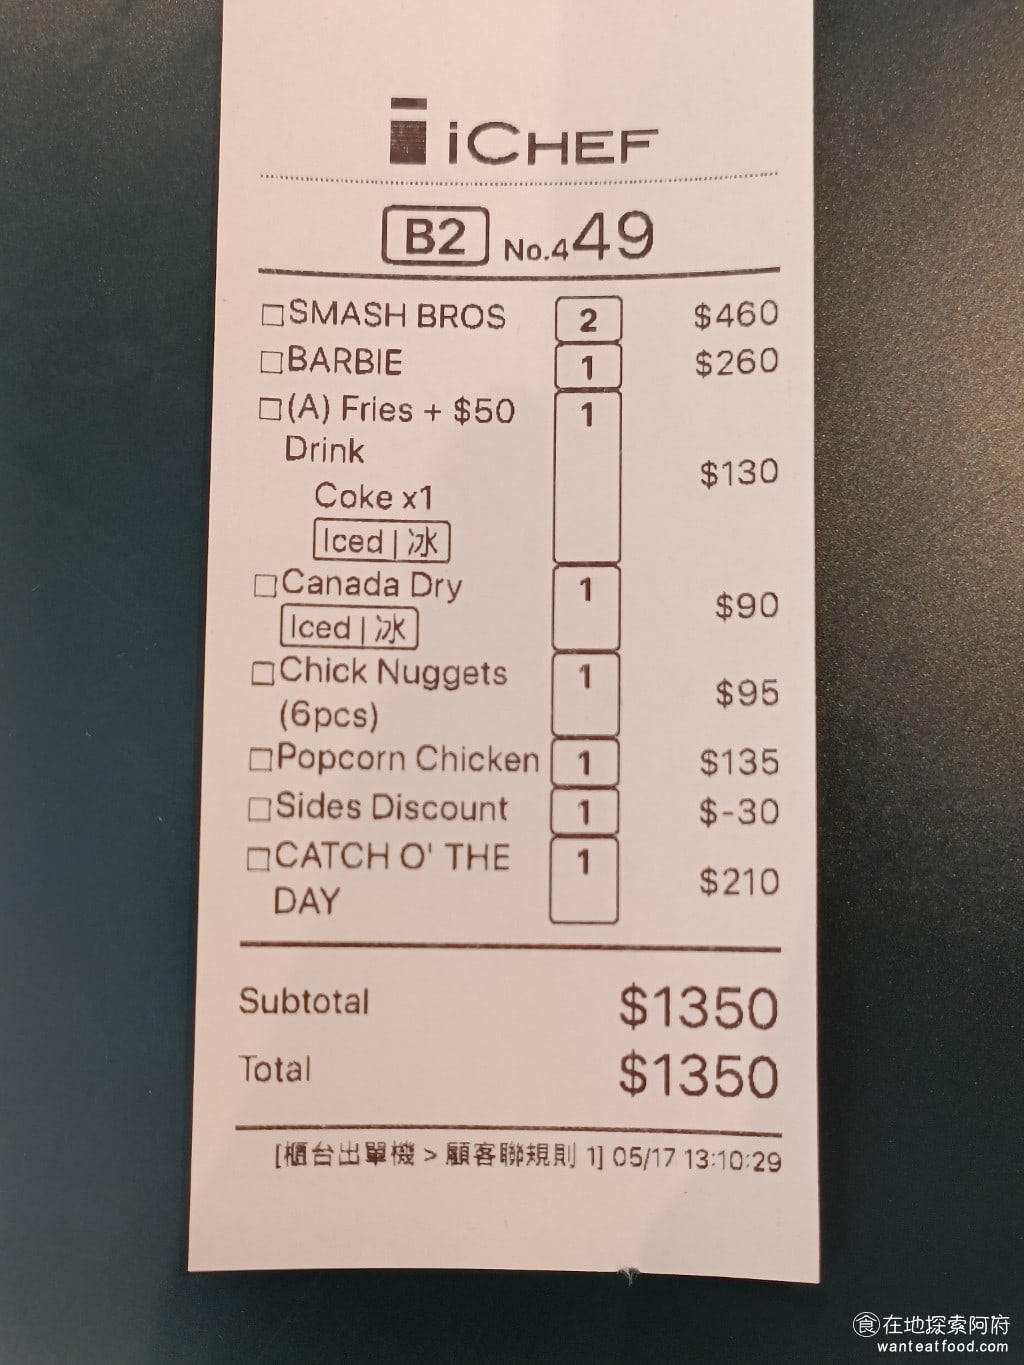 iCHEF
B2 No.449
SMASH BROS 2 $460
BARBIE 1 $260
(A) Fries + $50 1
Drink
$130
Coke x1
Iced | 冰
Canada Dry 1 $90
Iced | 冰
Chick Nuggets 1 $95
(6pcs)
Popcorn Chicken 1 $135
Sides Discount 1 $-30
CATCH O' THE 1 $210
DAY
Subtotal $1350
Total $1350
[櫃台出單機 > 顧客聯規則 1] 05/17 13:10:29
食 在地探索阿府
wanteatfood.com